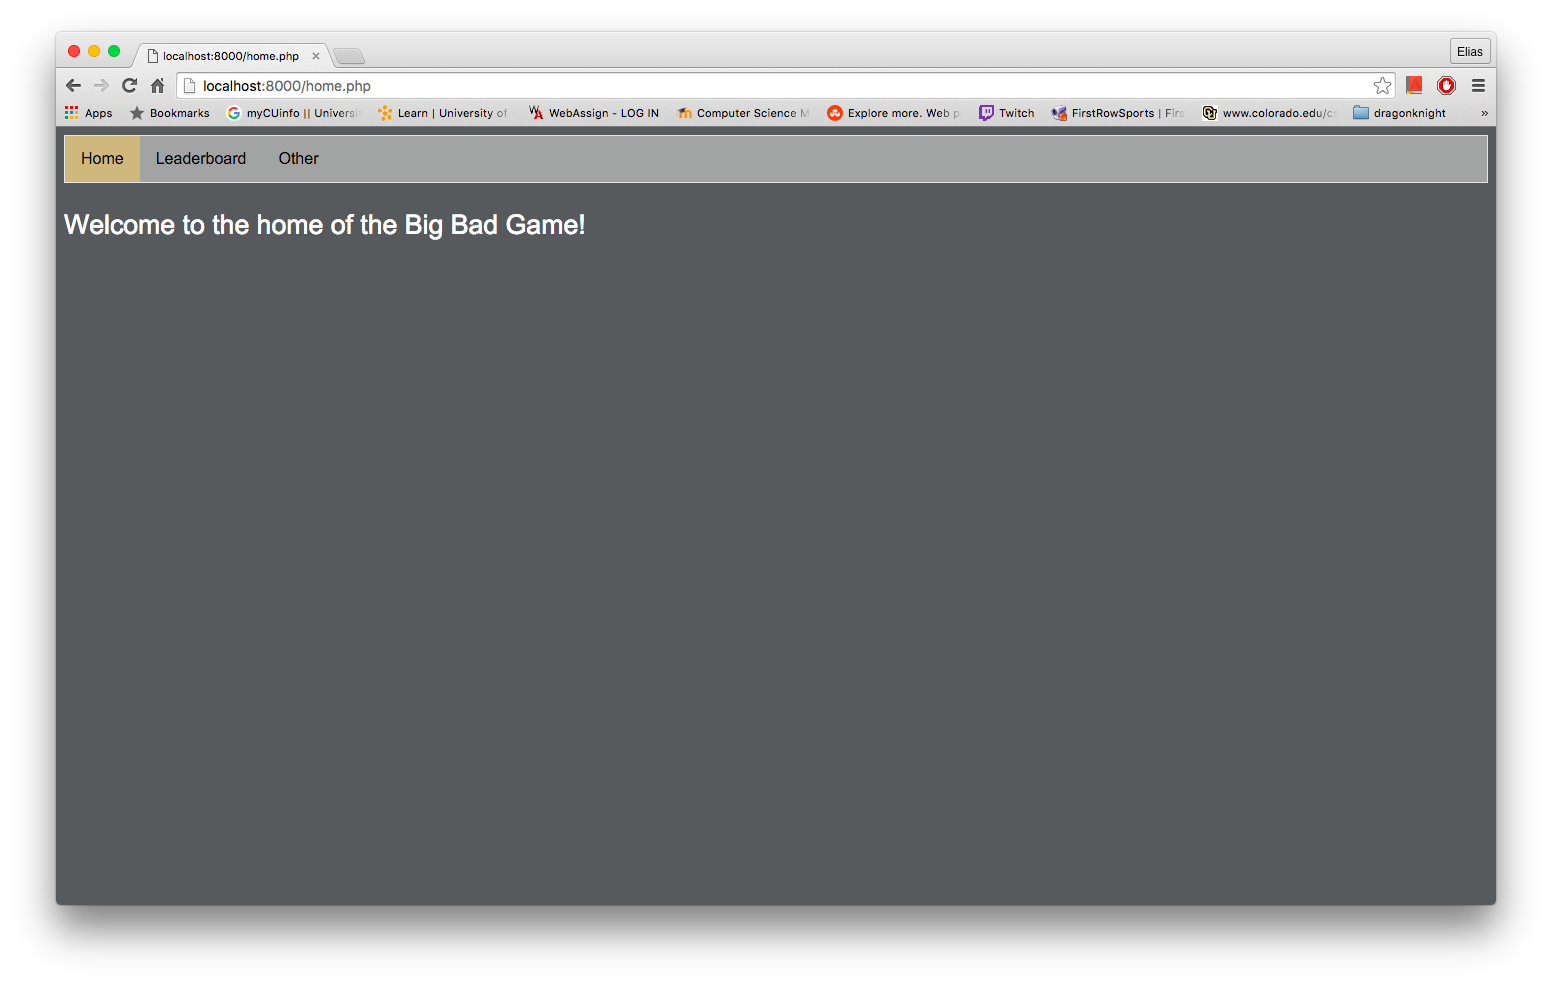 localhost:8000/home.php
Elias
localhost:8000/home.php
Apps Bookmarks myCUinfo || Universi Learn | University of WebAssign - LOG IN Computer Science M Explore more. Web p Twitch FirstRowSports | Firs www.colorado.edu/cs dragonknight »
Home Leaderboard Other
Welcome to the home of the Big Bad Game!